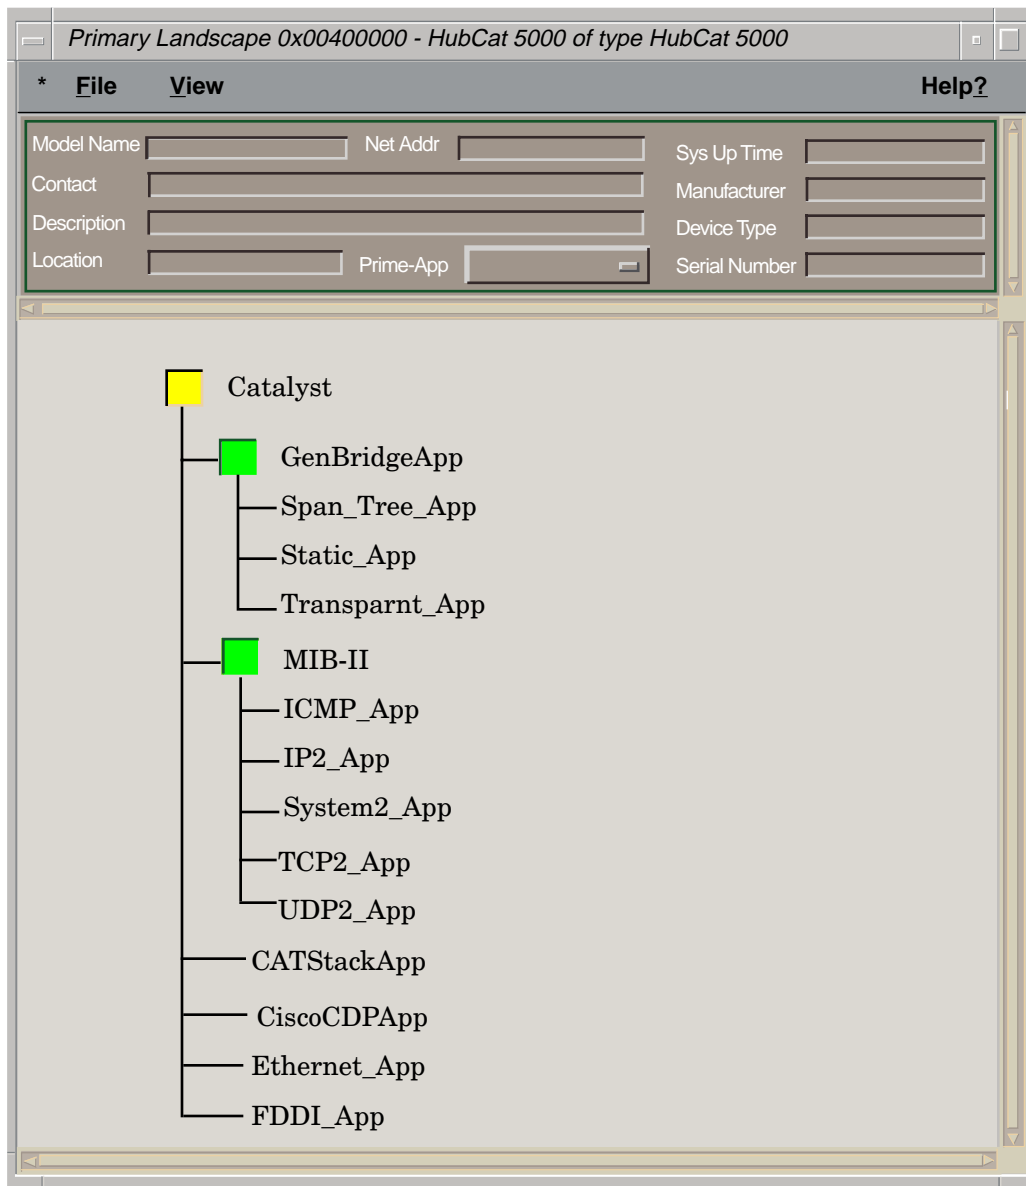 Primary Landscape 0x00400000 - HubCat 5000 of type HubCat 5000
* File View Help?
Model Name Net Addr Sys Up Time
Contact Manufacturer
Description Device Type
Location Prime-App Serial Number
Catalyst
GenBridgeApp
Span_Tree_App
Static_App
Transparnt_App
MIB-II
ICMP_App
IP2_App
System2_App
TCP2_App
UDP2_App
CATStackApp
CiscoCDPApp
Ethernet_App
FDDI_App